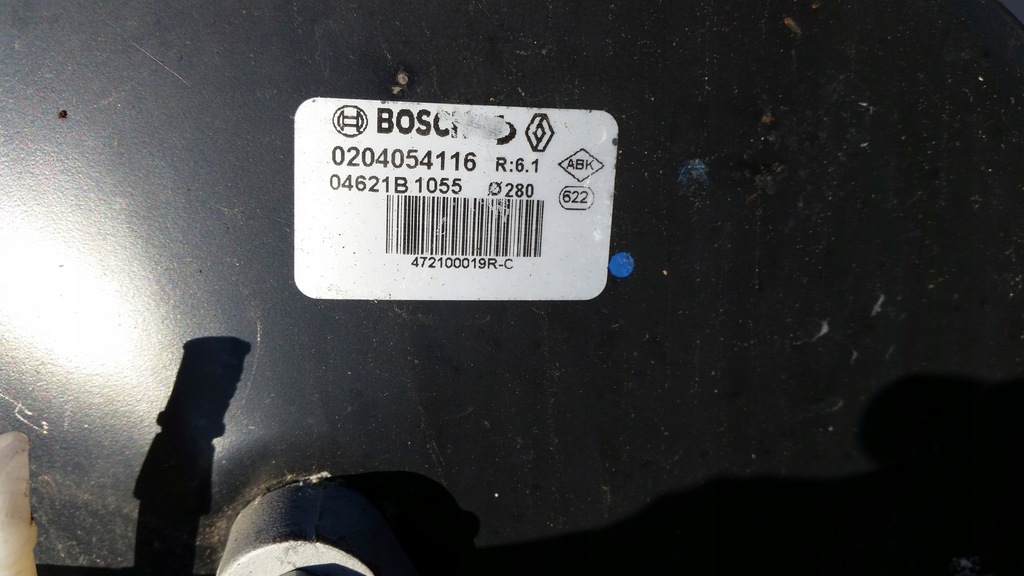 BOSCH
0204054116 R:6.1 ABK
04621B 1055 Ø280 622
472100019R-C